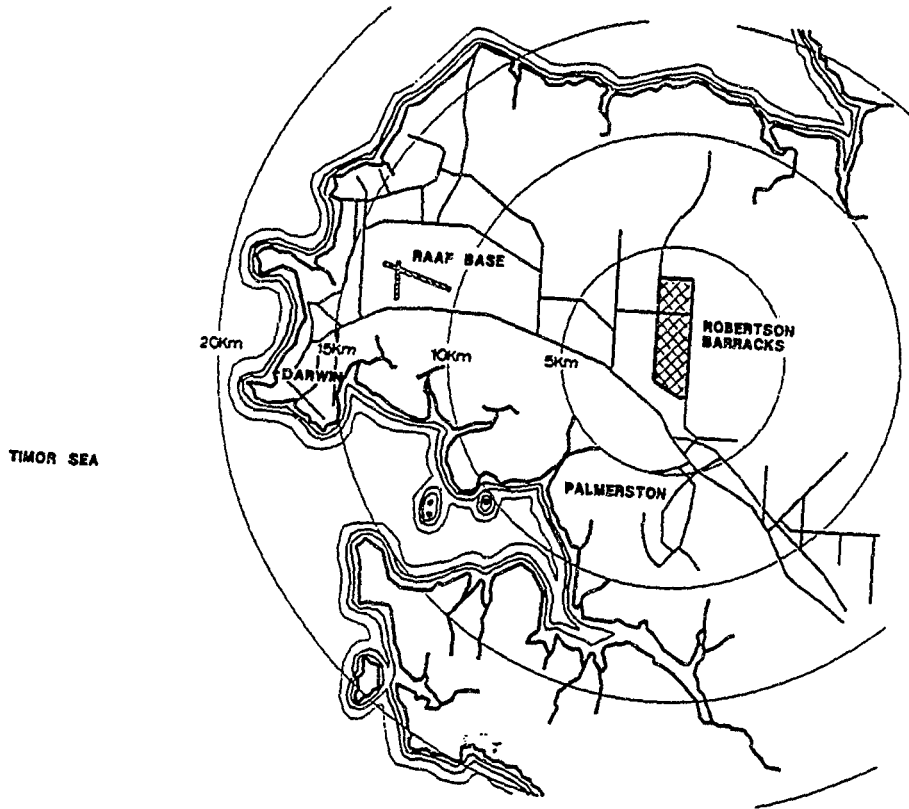 RAAF BASE
ROBERTSON
BARRACKS
20Km
15Km
10Km
5Km
DARWIN
TIMOR SEA
PALMERSTON